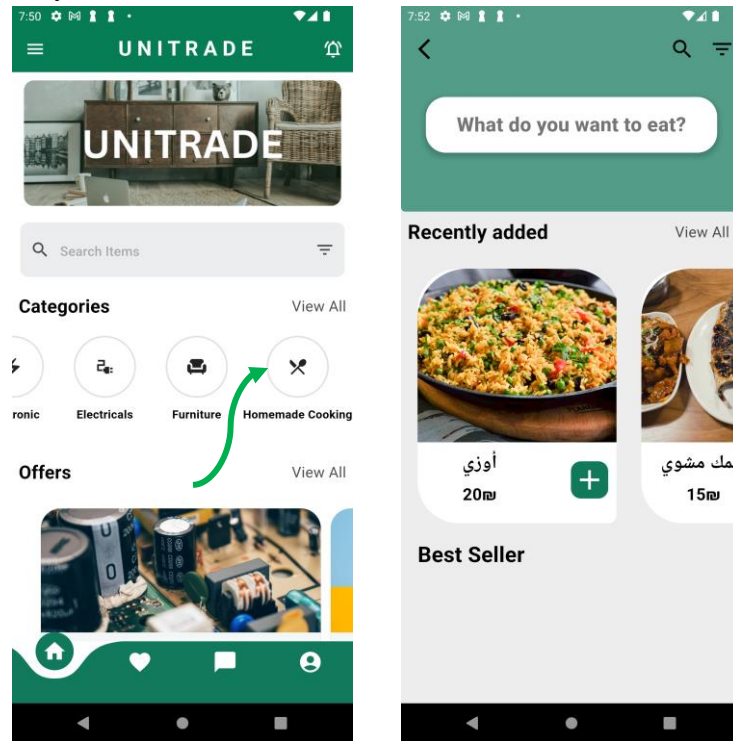 7:50
UNITRADE
UNITRADE
Search Items
Categories
View All
ronic
Electricals
Furniture
Homemade Cooking
Offers
View All
7:52
What do you want to eat?
Recently added
View All
أوزي
20₪
مك مشوي
15₪
Best Seller